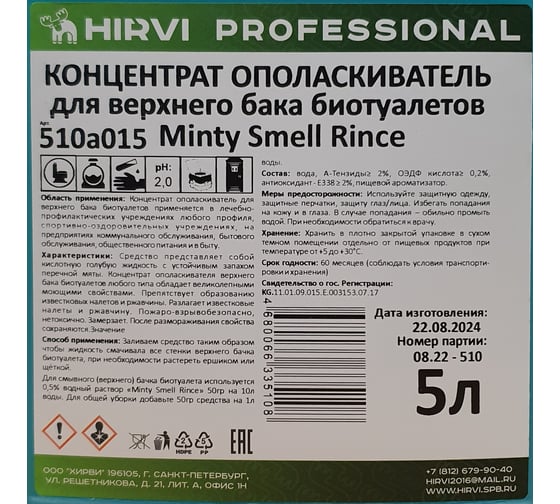 HIRVI PROFESSIONAL
КОНЦЕНТРАТ ОПОЛАСКИВАТЕЛЬ
для верхнего бака биотуалетов
Арт.
510а015 Minty Smell Rince
pH:
2,0
Область применения: Концентрат ополаскиватель для
верхнего бака биотуалетов применяется в лечебно-
профилактических учреждениях любого профиля,
спортивно-оздоровительных учреждениях, на
предприятиях коммунального обслуживания, бытового
обслуживания, общественного питания и в быту.
Характеристики: Средство представляет собой
кислотную голубую жидкость с устойчивым запахом
перечной мяты. Концентрат ополаскивателя верхнего
бака биотуалетов любого типа обладает великолепными
моющими свойствами. Препятствует образованию
известковых налетов и ржавчины. Разлагает известковые
налеты и ржавчину. Пожаро-взрывобезопасно,
нетоксично. Замерзает. После размораживания свойства
сохраняются.Значение
Способ применения: Заливаем средство таким образом
чтобы жидкость смачивала все стенки верхнего бачка
биотуалета, при необходимости растереть ершиком или
щёткой.
Для смывного (верхнего) бачка биотуалета используется
0,5% водный раствор «Minty Smell Rince» 50гр на 10л
воды. Для общей уборки добавьте 50гр средства на 1л
воды.
Состав: вода, А-Тензиды≥ 2%, ОЭДФ кислота≥ 0,2%,
антиоксидант - Е338 ≥ 2%, пищевой ароматизатор.
Меры предосторожности: Используйте защитную одежду,
защитные перчатки, защиту глаз/лица. Избегать попадания
на кожу и в глаза. В случае попадания – обильно промыть
водой. При необходимости обратиться к врачу.
Хранение: Хранить в плотно закрытой упаковке в сухом
темном помещении отдельно от пищевых продуктов при
температуре от +5 до +30°С.
Срок годности: 60 месяцев (соблюдать условия транспорти-
ровки и хранения)
Свидетельство о гос. Регистрации:
KG.11.01.09.015.E.003153.07.17
4680066335108
Дата изготовления:
22.08.2024
Номер партии:
08.22 - 510
5л
HDPE
PP
EAC
ООО "ХИРВИ" 196105, Г. САНКТ-ПЕТЕРБУРГ,
УЛ. РЕШЕТНИКОВА, Д. 21, ЛИТ. А, ОФИС 1Н
+7 (812) 679-90-40
HIRVI2016@MAIL.RU
HIRVI.SPB.RU